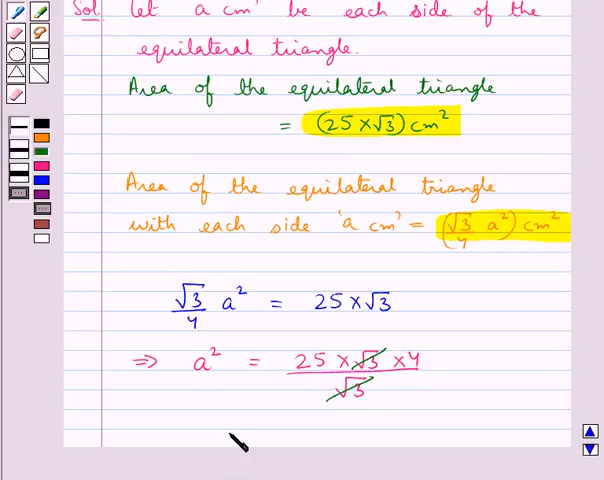 Sol. let a cm be each side of the
equilateral triangle.
Area of the equilateral triangle
= (25 × √3) cm²
Area of the equilateral triangle
with each side 'a cm' = (√3/4 a²) cm²
√3/4 a² = 25 × √3
⇒ a² = 25 × √3 × 4 / √3